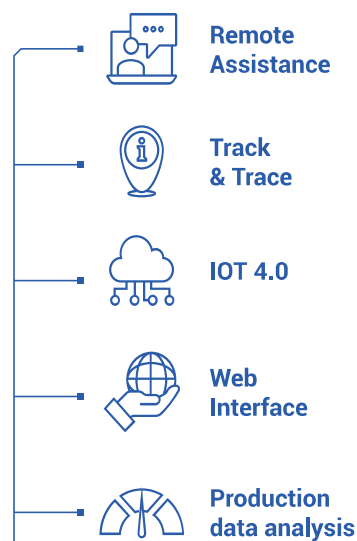 Remote
Assistance
Track
& Trace
IOT 4.0
Web
Interface
Production
data analysis